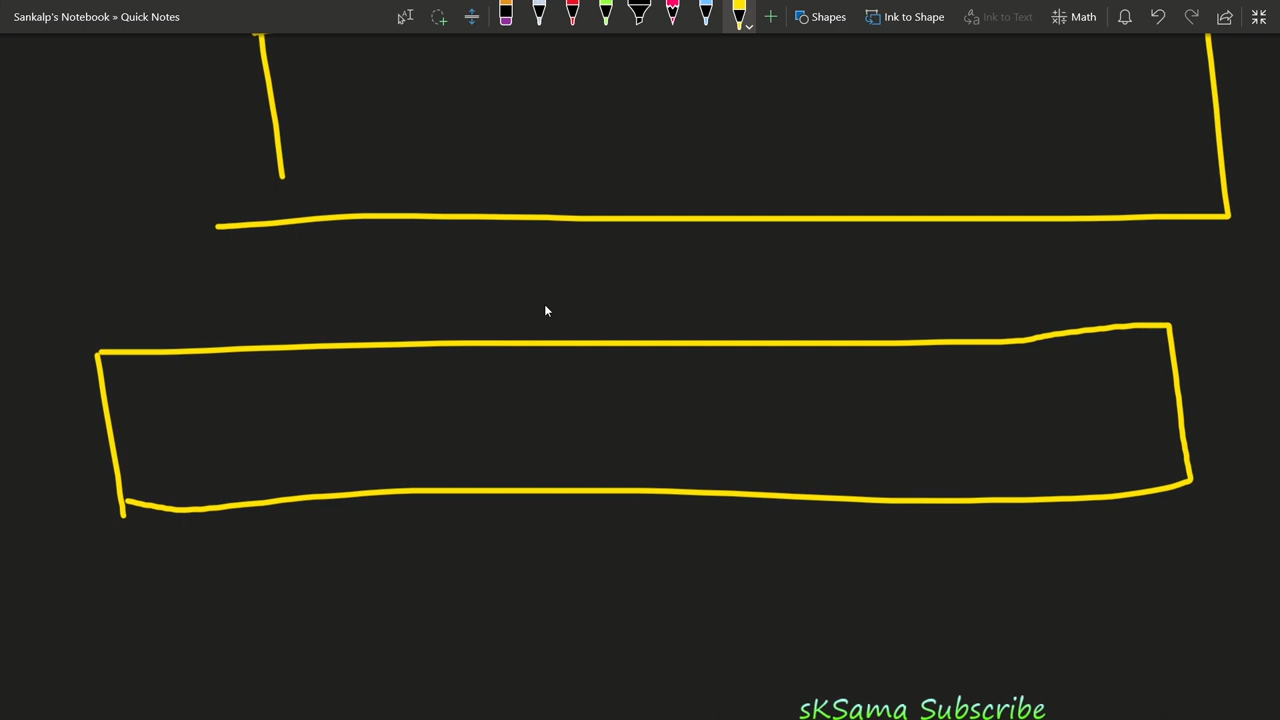 Sankalp's Notebook » Quick Notes
Shapes
Ink to Shape
Ink to Text
Math
sKSama Subscribe